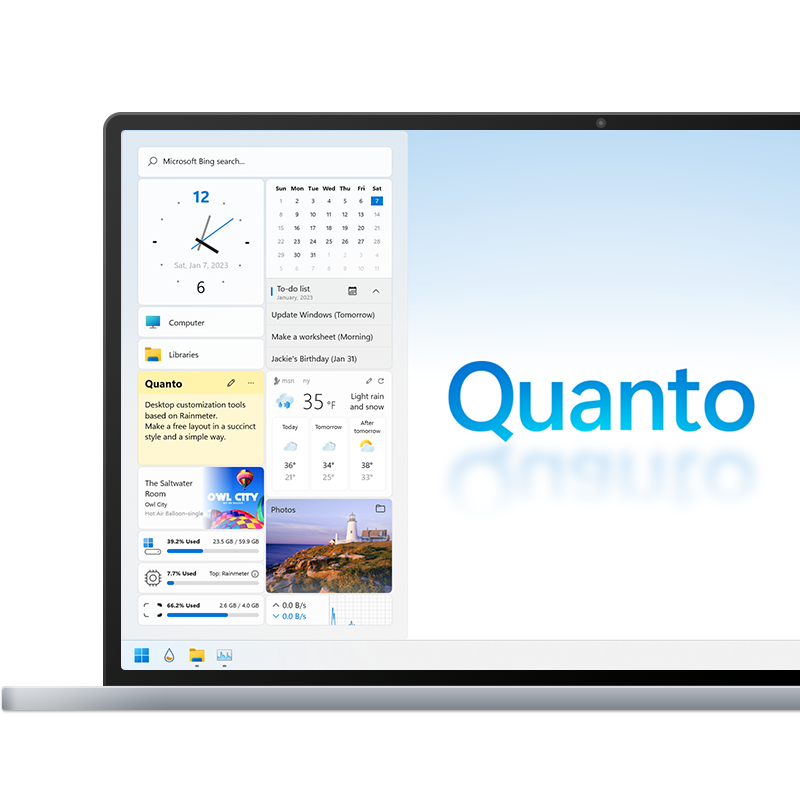 Microsoft Bing search...
12
Sat, Jan 7, 2023
6
Sun Mon Tue Wed Thu Fri Sat
1 2 3 4 5 6 7
8 9 10 11 12 13 14
15 16 17 18 19 20 21
22 23 24 25 26 27 28
29 30 31 1 2 3 4
5 6 7 8 9 10 11
To-do list
January, 2023
Update Windows (Tomorrow)
Make a worksheet (Morning)
Jackie's Birthday (Jan 31)
Computer
Libraries
Quanto
Desktop customization tools
based on Rainmeter.
Make a free layout in a succinct
style and a simple way.
msn ny
35 °F
Light rain
and snow
Today Tomorrow After
tomorrow
36° 34° 38°
21° 25° 33°
The Saltwater
Room
Owl City
Hot Air Balloon-single
OWL CITY
Photos
39.2% Used 23.5 GB / 59.9 GB
7.7% Used Top: Rainmeter
66.2% Used 2.6 GB / 4.0 GB
0.0 B/s
0.0 B/s
Quanto